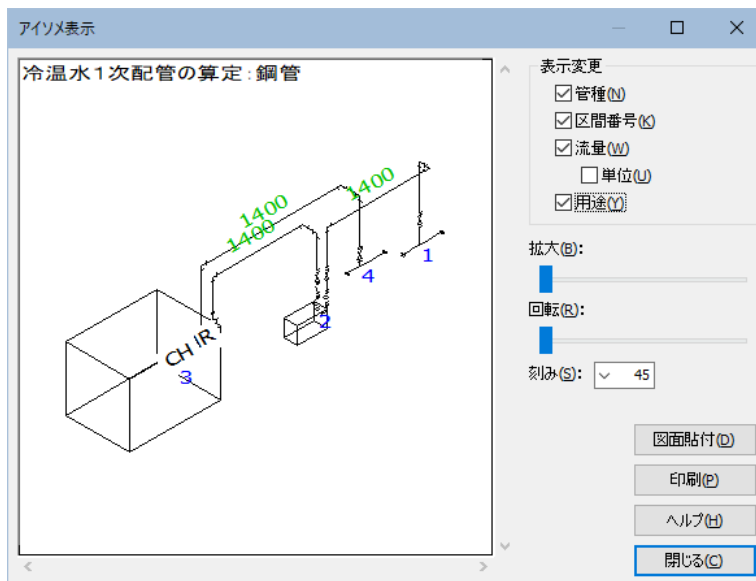 アイソメ表示
冷温水1次配管の算定:鋼管
1400
1400
1400
1
4
2
3
表示変更
管種(N)
区間番号(K)
流量(W)
単位(U)
用途(Y)
拡大(B):
回転(R):
刻み(S):
45
図面貼付(D)
印刷(P)
ヘルプ(H)
閉じる(C)